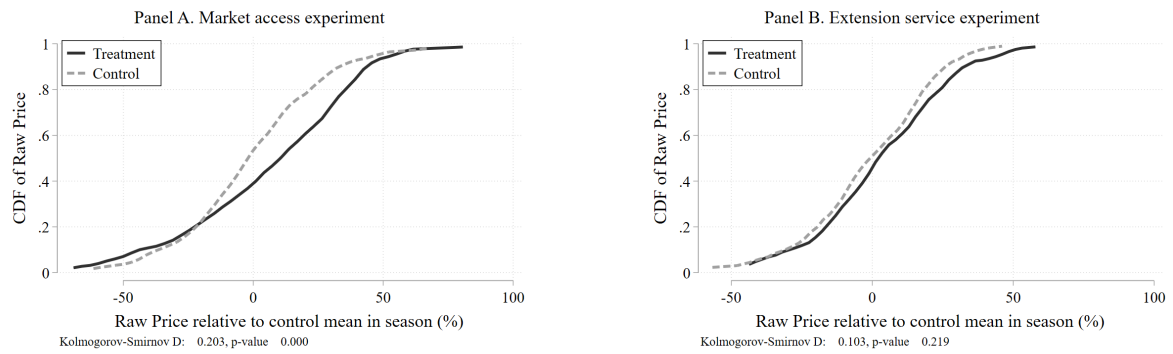 Panel A. Market access experiment
Treatment
Control
CDF of Raw Price
1
.8
.6
.4
.2
0
-50 0 50 100
Raw Price relative to control mean in season (%)
Kolmogorov-Smirnov D: 0.203, p-value 0.000
Panel B. Extension service experiment
Treatment
Control
CDF of Raw Price
1
.8
.6
.4
.2
0
-50 0 50 100
Raw Price relative to control mean in season (%)
Kolmogorov-Smirnov D: 0.103, p-value 0.219